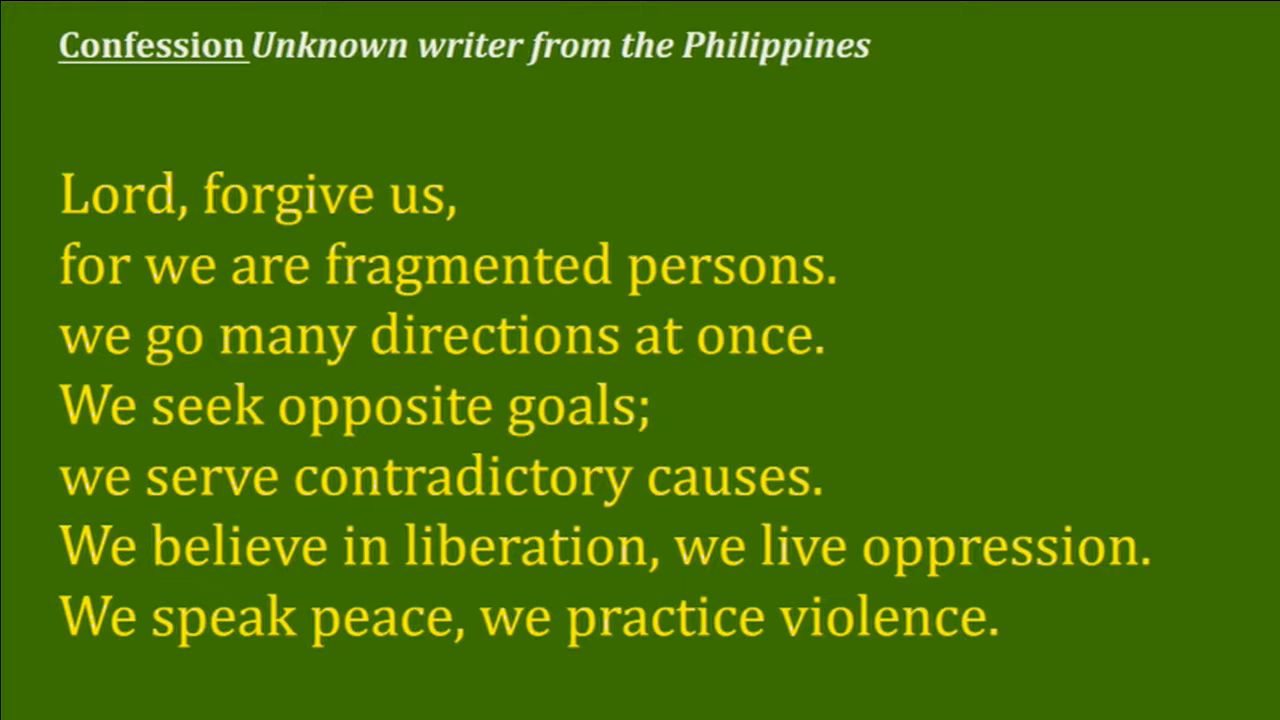 Confession Unknown writer from the Philippines
Lord, forgive us,
for we are fragmented persons.
we go many directions at once.
We seek opposite goals;
we serve contradictory causes.
We believe in liberation, we live oppression.
We speak peace, we practice violence.